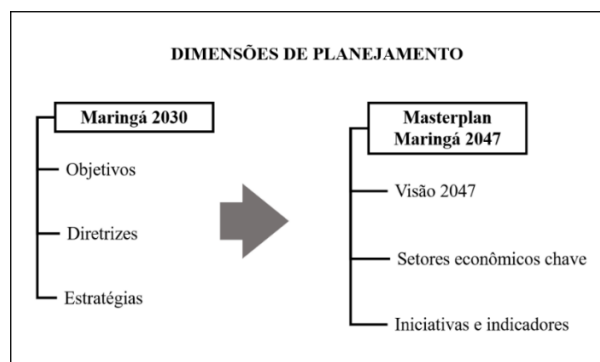 DIMENSÕES DE PLANEJAMENTO
Maringá 2030
Objetivos
Diretrizes
Estratégias
Masterplan
Maringá 2047
Visão 2047
Setores econômicos chave
Iniciativas e indicadores